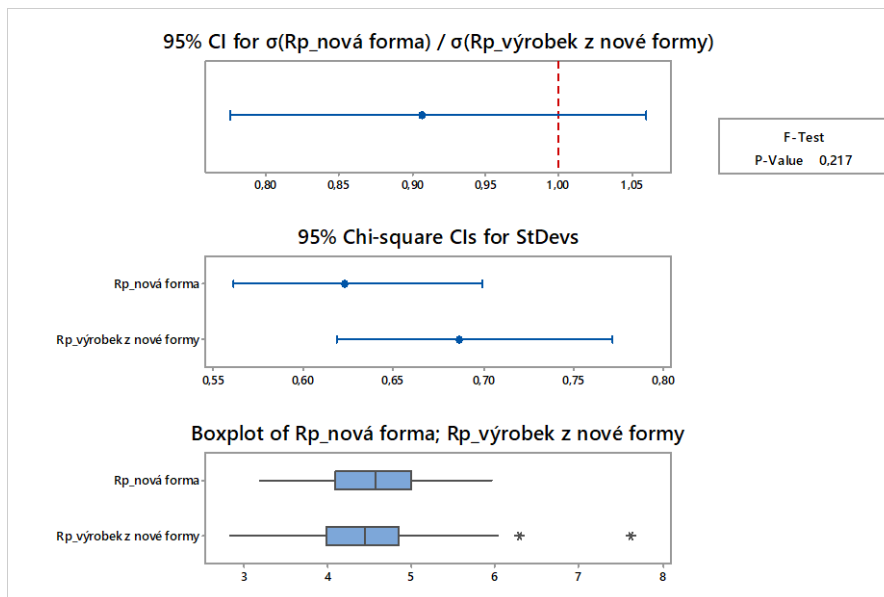 95% CI for σ(Rp_nová forma) / σ(Rp_výrobek z nové formy)
F-Test
P-Value 0,217
0,80 0,85 0,90 0,95 1,00 1,05
95% Chi-square CIs for StDevs
Rp_nová forma
Rp_výrobek z nové formy
0,55 0,60 0,65 0,70 0,75 0,80
Boxplot of Rp_nová forma; Rp_výrobek z nové formy
Rp_nová forma
Rp_výrobek z nové formy
3 4 5 6 7 8